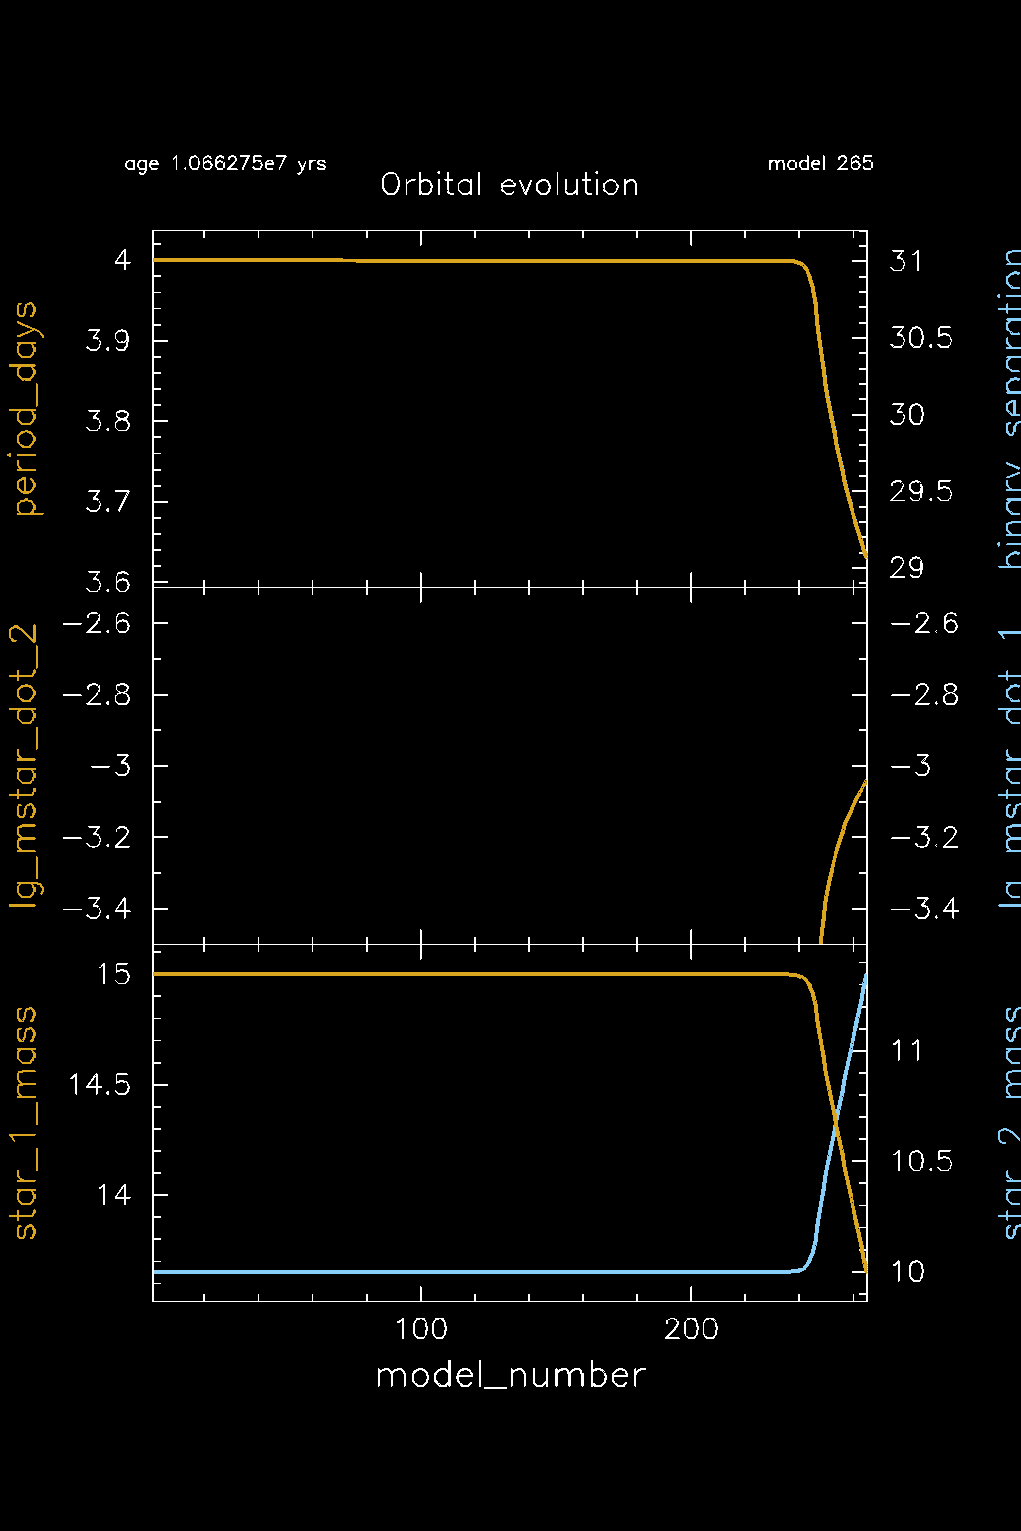 age 1.066275e7 yrs
model 265
Orbital evolution
period_days
4
3.9
3.8
3.7
3.6
31
30.5
30
29.5
29
binary_separation
lg_mstar_dot_2
−2.6
−2.8
−3
−3.2
−3.4
−2.6
−2.8
−3
−3.2
−3.4
lg_mstar_dot_1
star_1_mass
15
14.5
14
11
10.5
10
star_2_mass
100
200
model_number